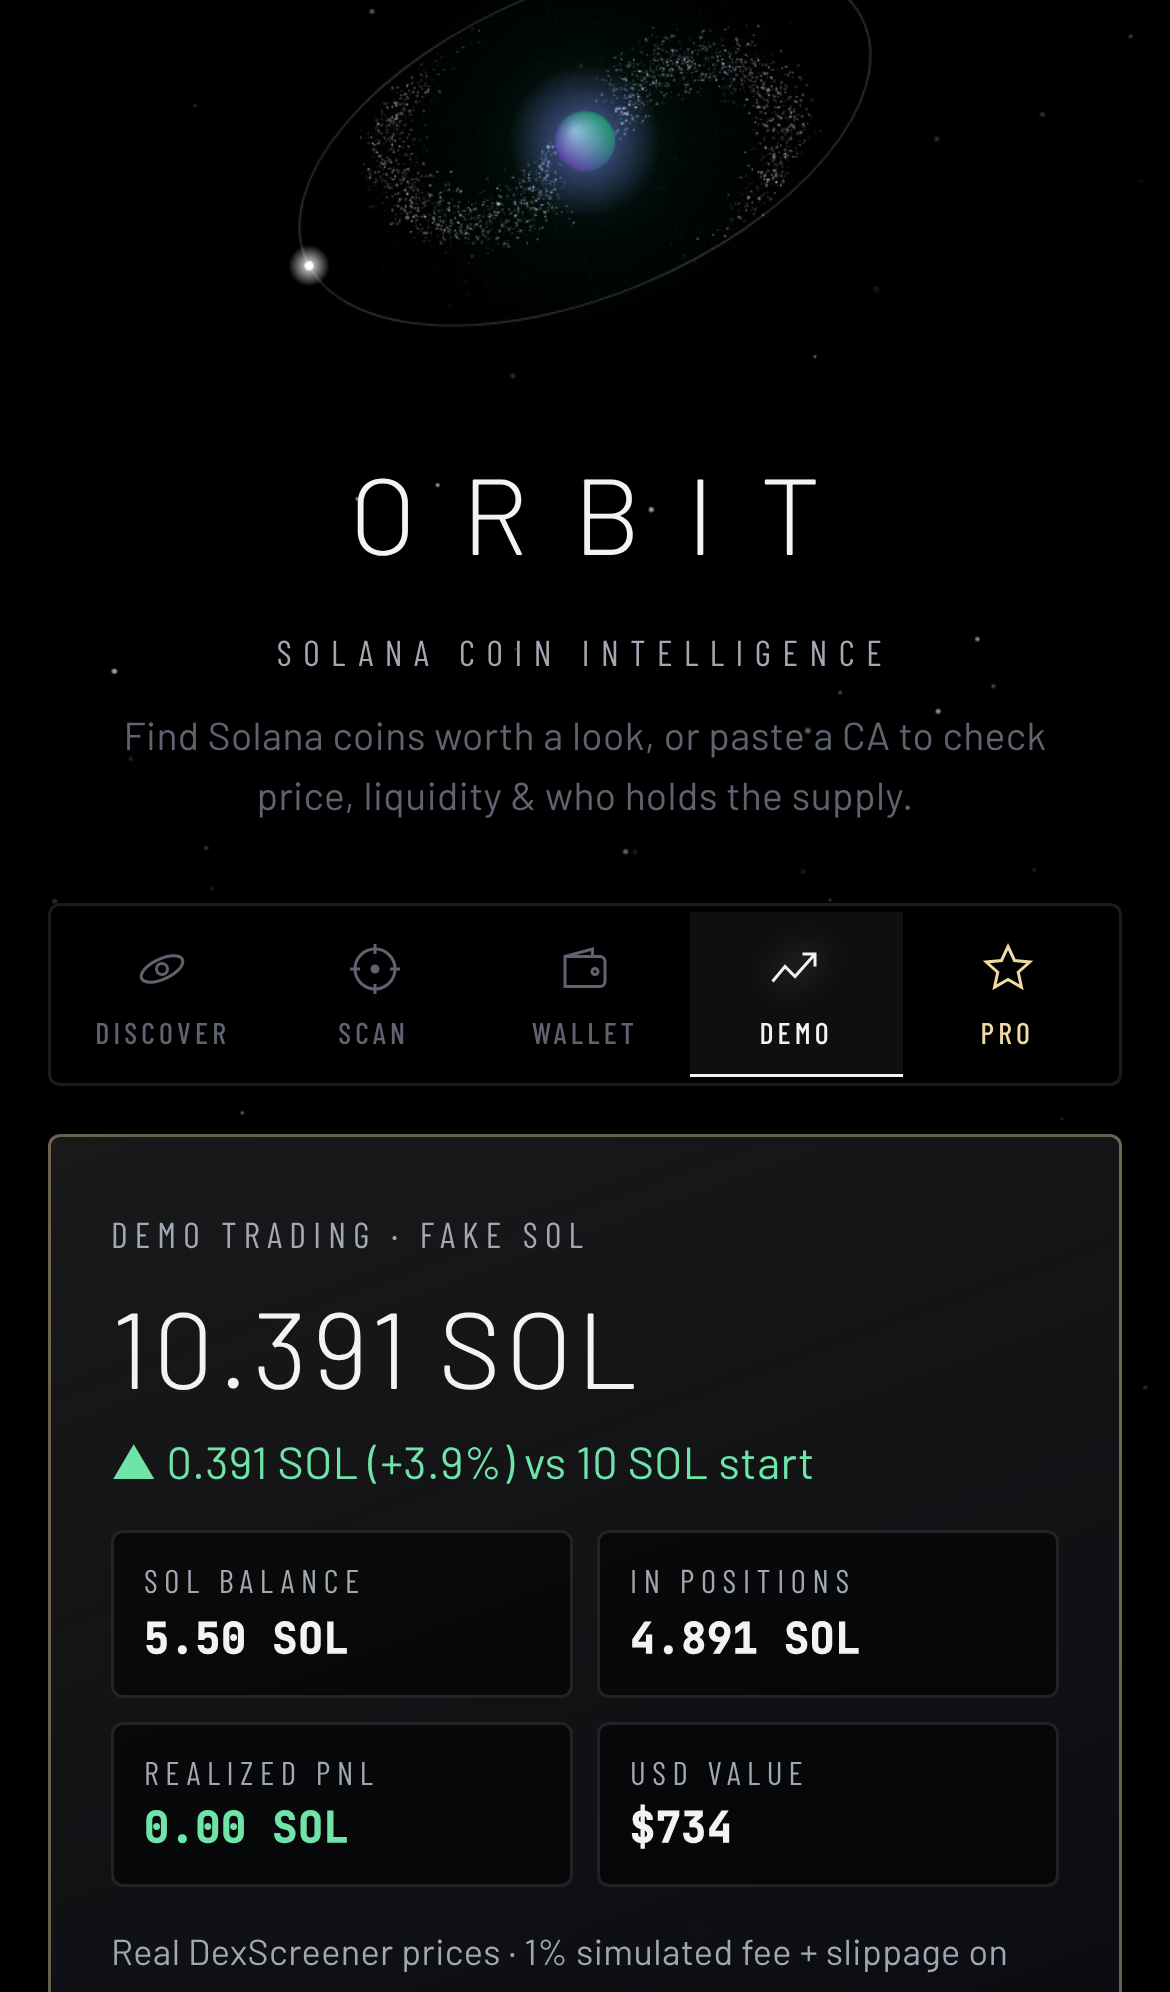 ORBIT
SOLANA COIN INTELLIGENCE
Find Solana coins worth a look, or paste a CA to check
price, liquidity & who holds the supply.
DISCOVER SCAN WALLET DEMO PRO
DEMO TRADING · FAKE SOL
10.391 SOL
▲ 0.391 SOL (+3.9%) vs 10 SOL start
SOL BALANCE IN POSITIONS
5.50 SOL 4.891 SOL
REALIZED PNL USD VALUE
0.00 SOL $734
Real DexScreener prices · 1% simulated fee + slippage on